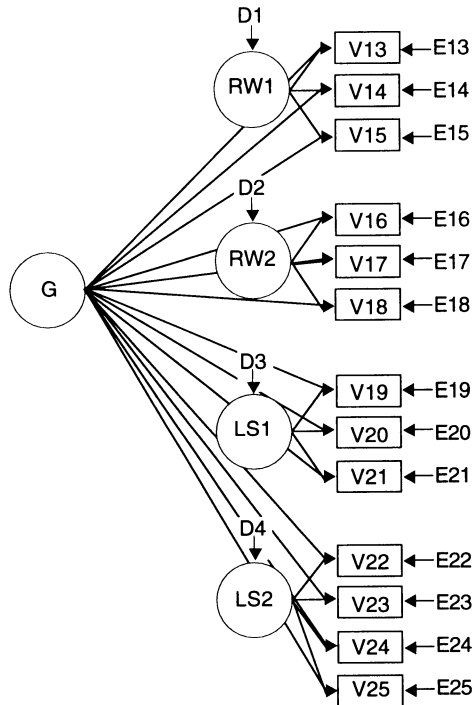 D1
V13 E13
RW1
V14 E14
V15 E15
D2
V16 E16
RW2 V17 E17
G
V18 E18
D3
V19 E19
LS1 V20 E20
V21 E21
D4
V22 E22
LS2 V23 E23
V24 E24
V25 E25